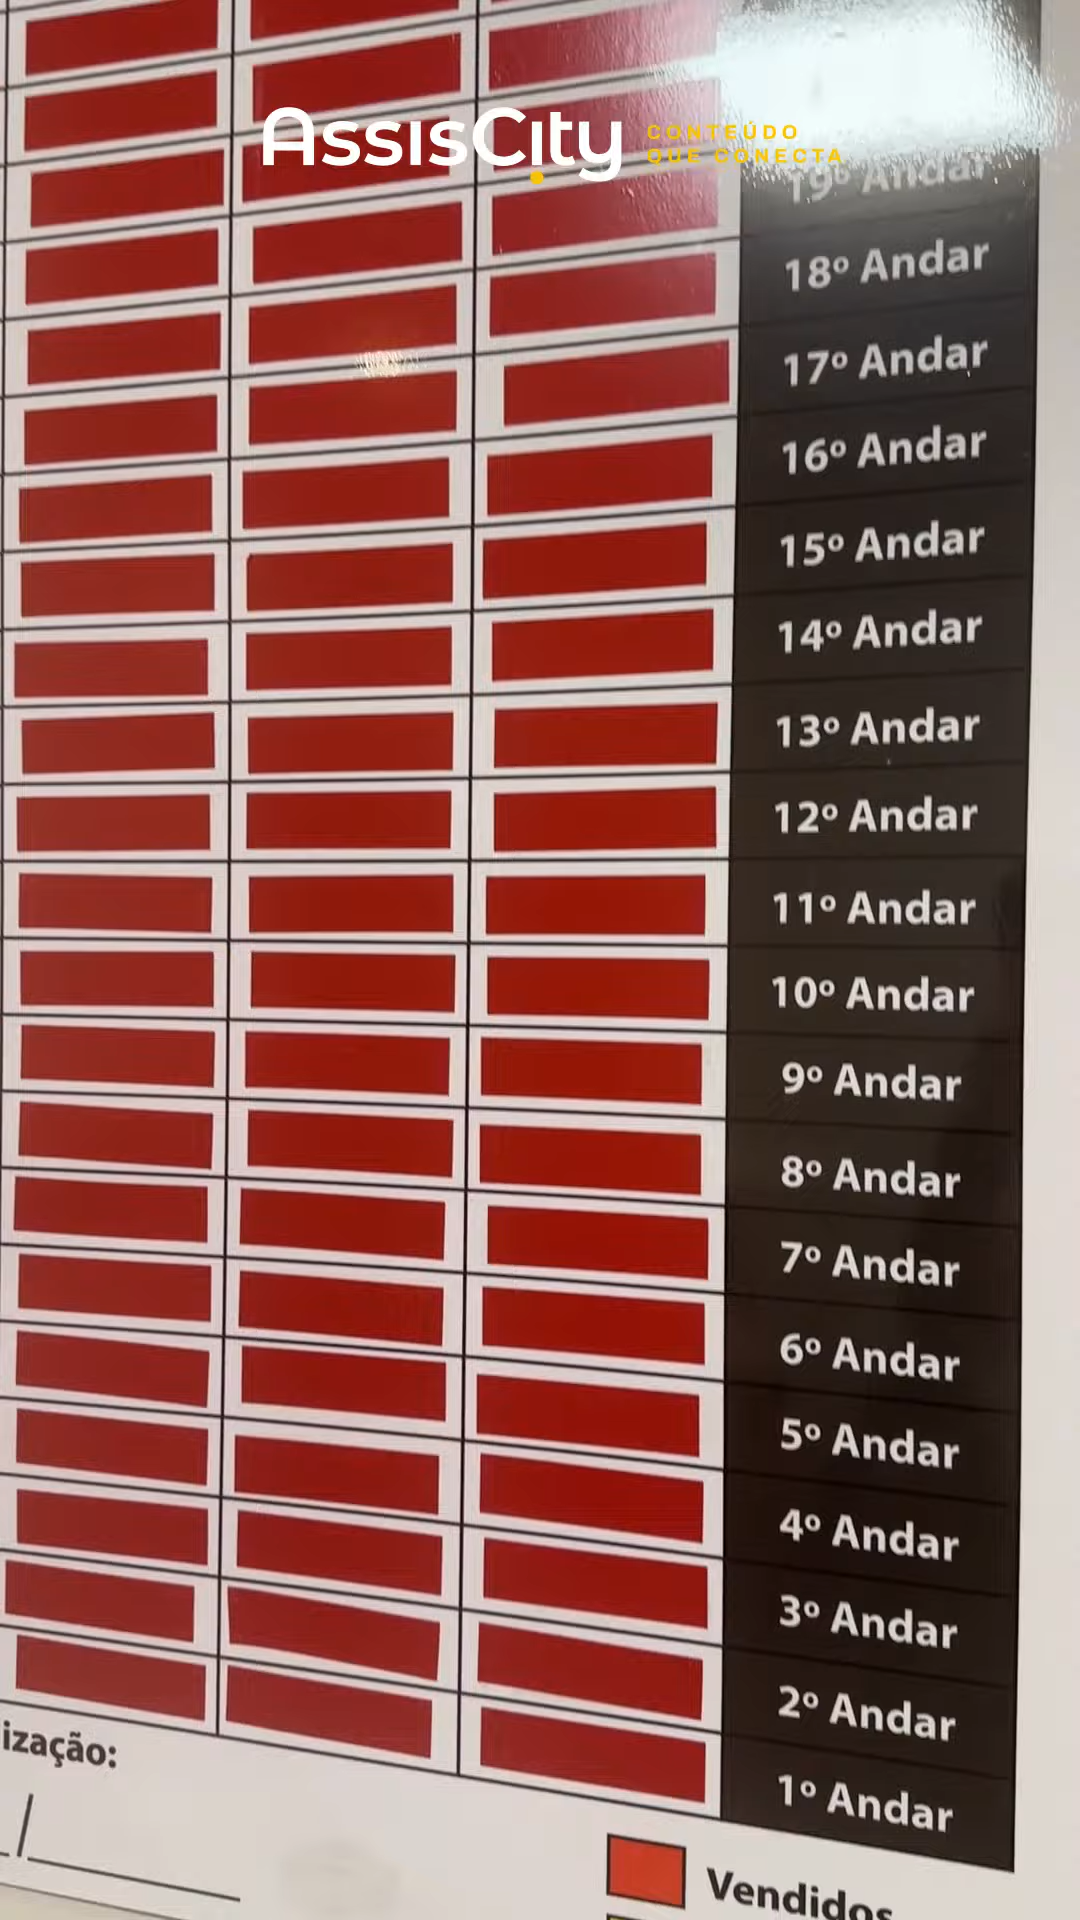 AssisCity
CONTEÚDO
QUE CONECTA
19º Andar
18º Andar
17º Andar
16º Andar
15º Andar
14º Andar
13º Andar
12º Andar
11º Andar
10º Andar
9º Andar
8º Andar
7º Andar
6º Andar
5º Andar
4º Andar
3º Andar
2º Andar
1º Andar
ização:
/
Vendidos